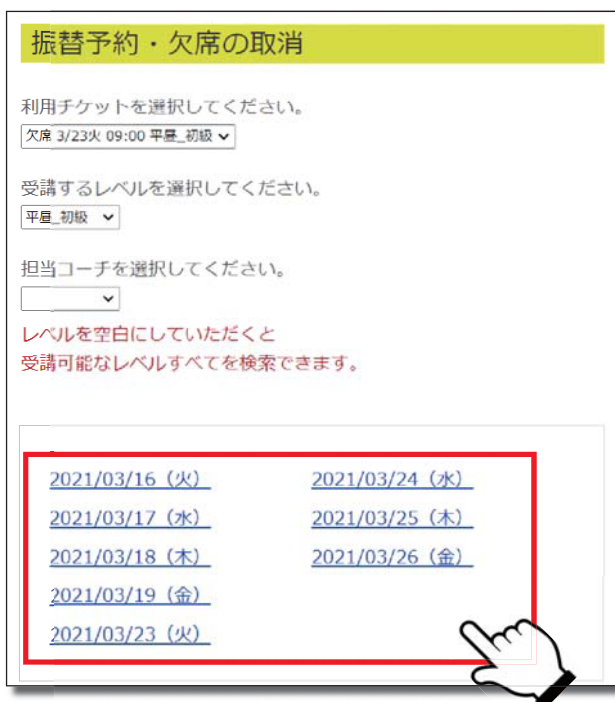 振替予約・欠席の取消
利用チケットを選択してください。
欠席 3/23火 09:00 平昼_初級
受講するレベルを選択してください。
平昼_初級
担当コーチを選択してください。
レベルを空白にしていただくと
受講可能なレベルすべてを検索できます。
2021/03/16（火）
2021/03/17（水）
2021/03/18（木）
2021/03/19（金）
2021/03/23（火）
2021/03/24（水）
2021/03/25（木）
2021/03/26（金）